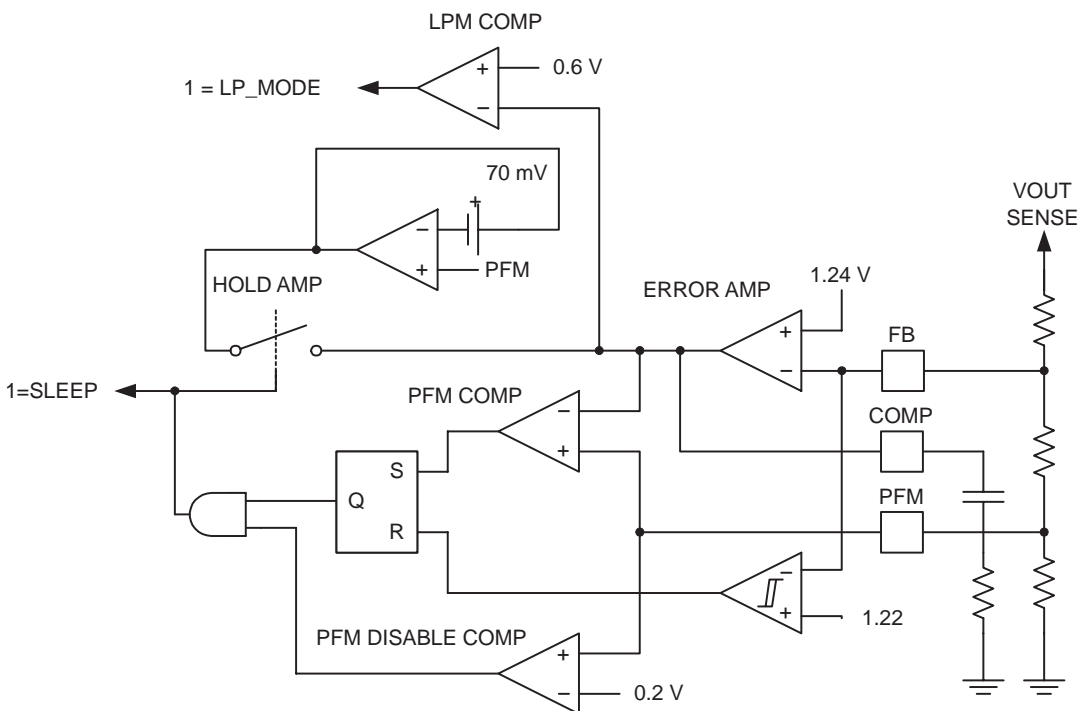 LPM COMP
+
0.6 V
1 = LP_MODE
−
70 mV
+
VOUT
SENSE
−
+
PFM
1.24 V
HOLD AMP
ERROR AMP
+
FB
−
1=SLEEP
PFM COMP
−
COMP
+
S
Q
PFM
R
−
+
1.22
PFM DISABLE COMP
+
−
0.2 V